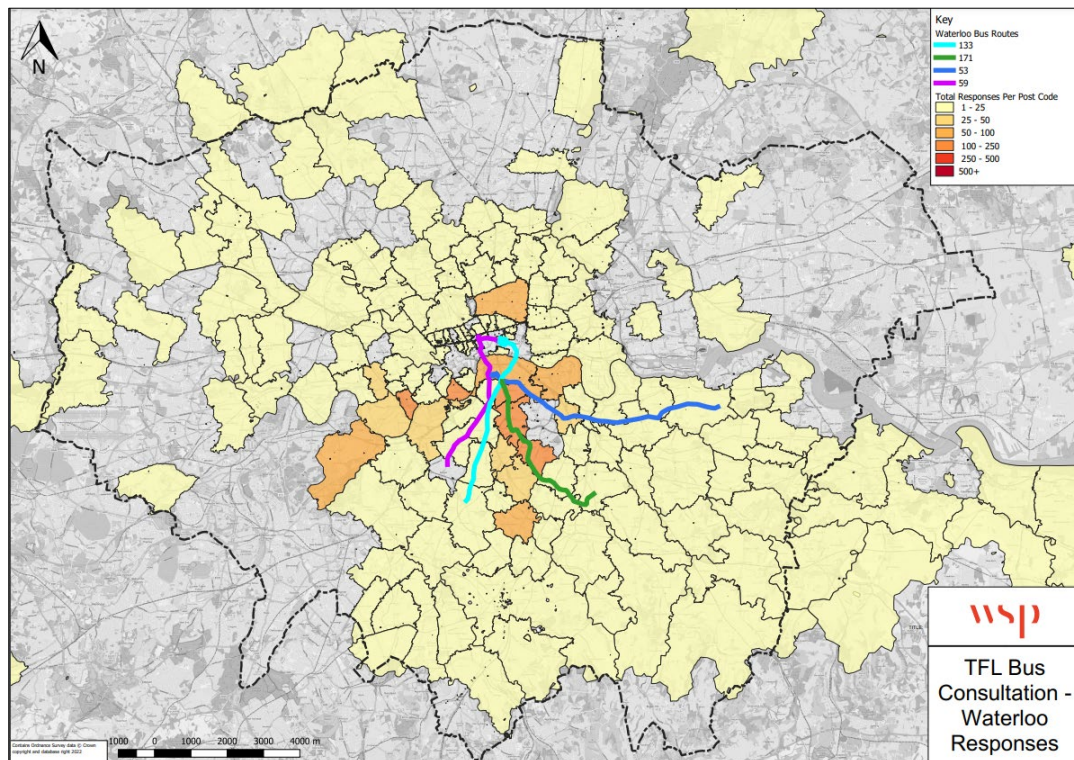 N
Key
Waterloo Bus Routes
133
171
53
59
Total Responses Per Post Code
1 - 25
25 - 50
50 - 100
100 - 250
250 - 500
500+
wsp
TFL Bus
Consultation -
Waterloo
Responses
Contains Ordnance Survey data © Crown
copyright and database right 2022
1000 0 1000 2000 3000 4000 m